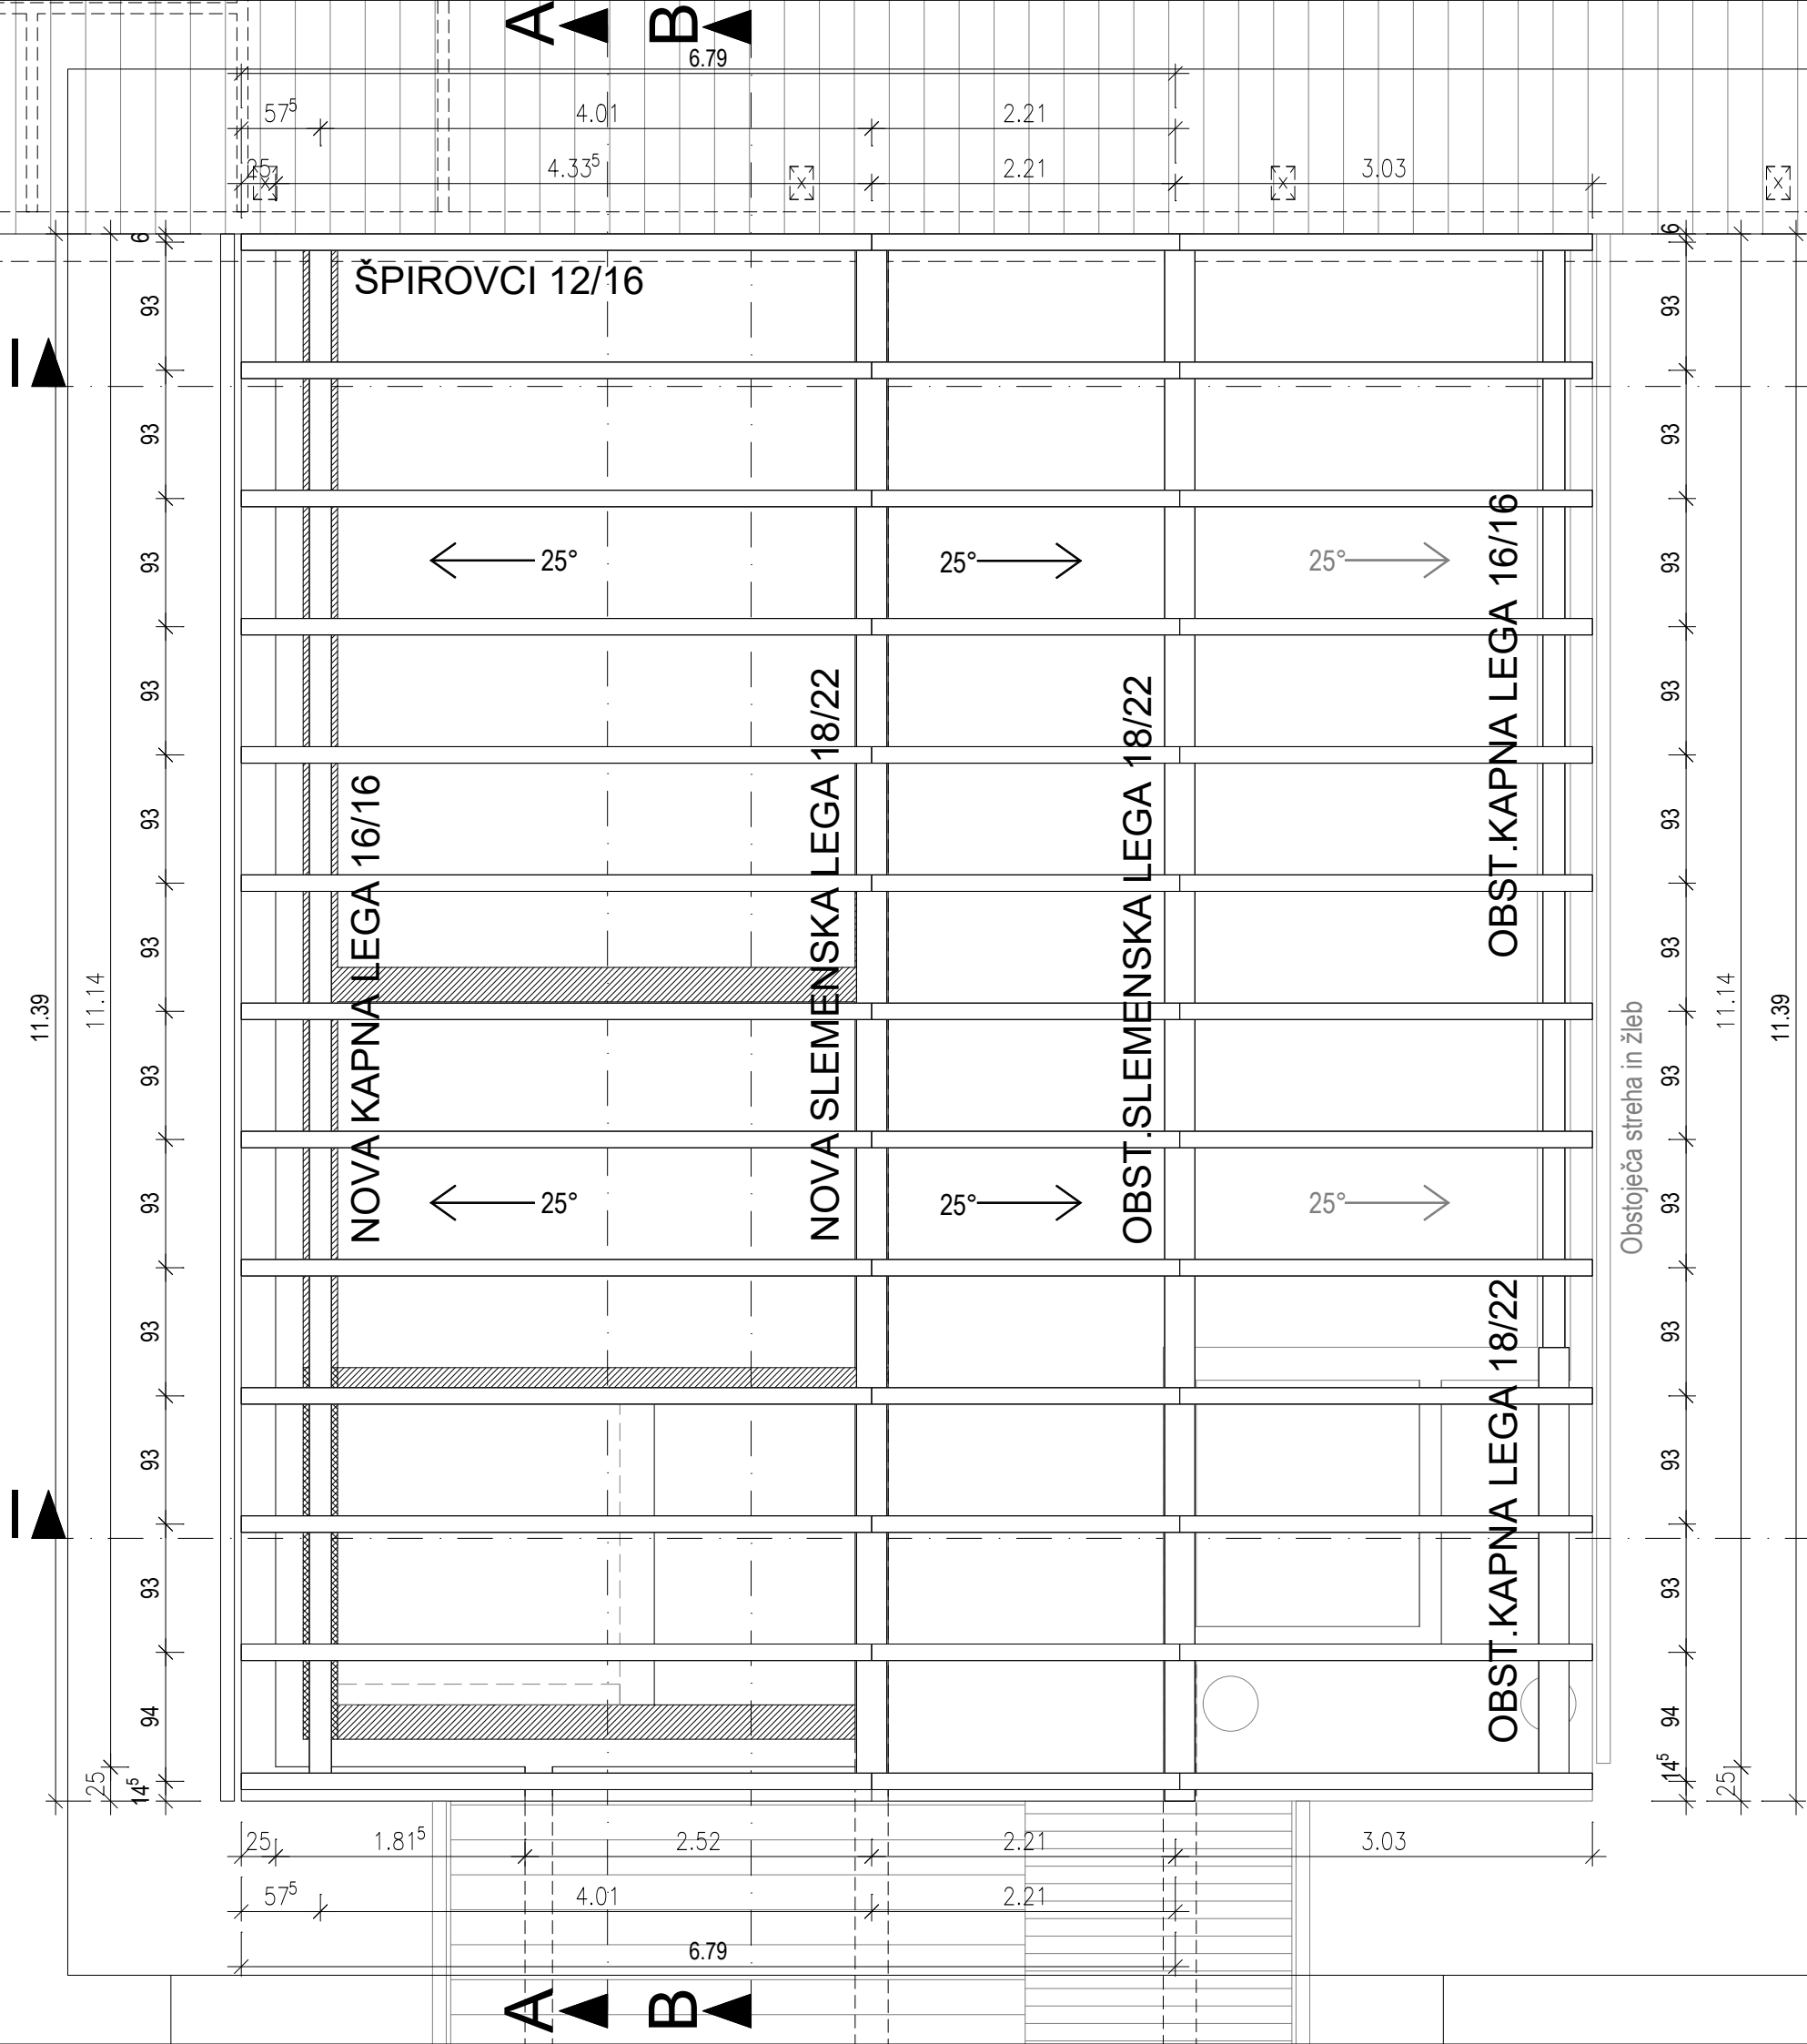 A B
6.79
57⁵ 4.01 2.21
25 4.33⁵ 2.21 3.03
ŠPIROVCI 12/16
I
I
11.39
11.14
25
6
93
93
93
93
93
93
93
93
93
93
93
94
14⁵
25° 25° 25°
25° 25° 25°
NOVA KAPNA LEGA 16/16
NOVA SLEMENSKA LEGA 18/22
OBST.SLEMENSKA LEGA 18/22
OBST.KAPNA LEGA 16/16
OBST.KAPNA LEGA 18/22
Obstoječa streha in žleb
6
93
93
93
93
93
93
93
93
93
93
93
94
14⁵
11.14
25
11.39
25 1.81⁵ 2.52 2.21 3.03
57⁵ 4.01 2.21
6.79
A B